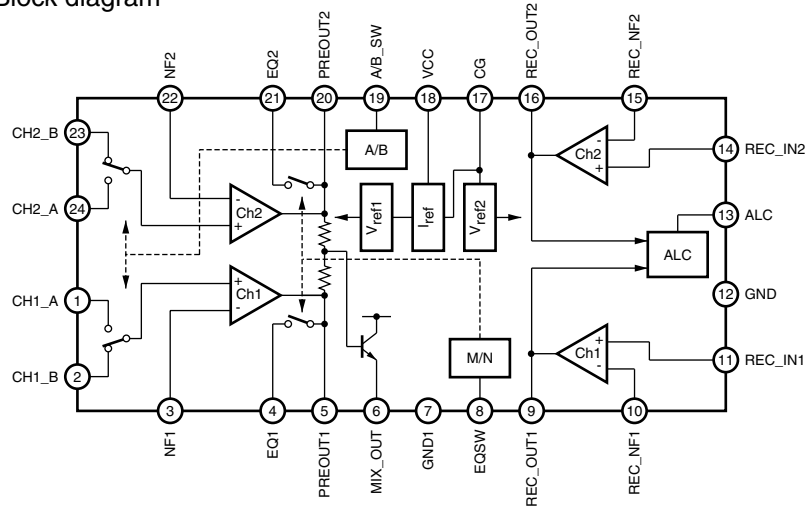 Block diagram
NF2
EQ2
PREOUT2
A/B_SW
VCC
CG
REC_OUT2
REC_NF2
22
21
20
19
18
17
16
15
CH2_B
23
A/B
-
Ch2
+
14
REC_IN2
CH2_A
24
-
Ch2
+
Vref1
Iref
Vref2
13
ALC
ALC
CH1_A
1
+
Ch1
-
12
GND
CH1_B
2
M/N
+
Ch1
-
11
REC_IN1
3
4
5
6
7
8
9
10
NF1
EQ1
PREOUT1
MIX_OUT
GND1
EQSW
REC_OUT1
REC_NF1